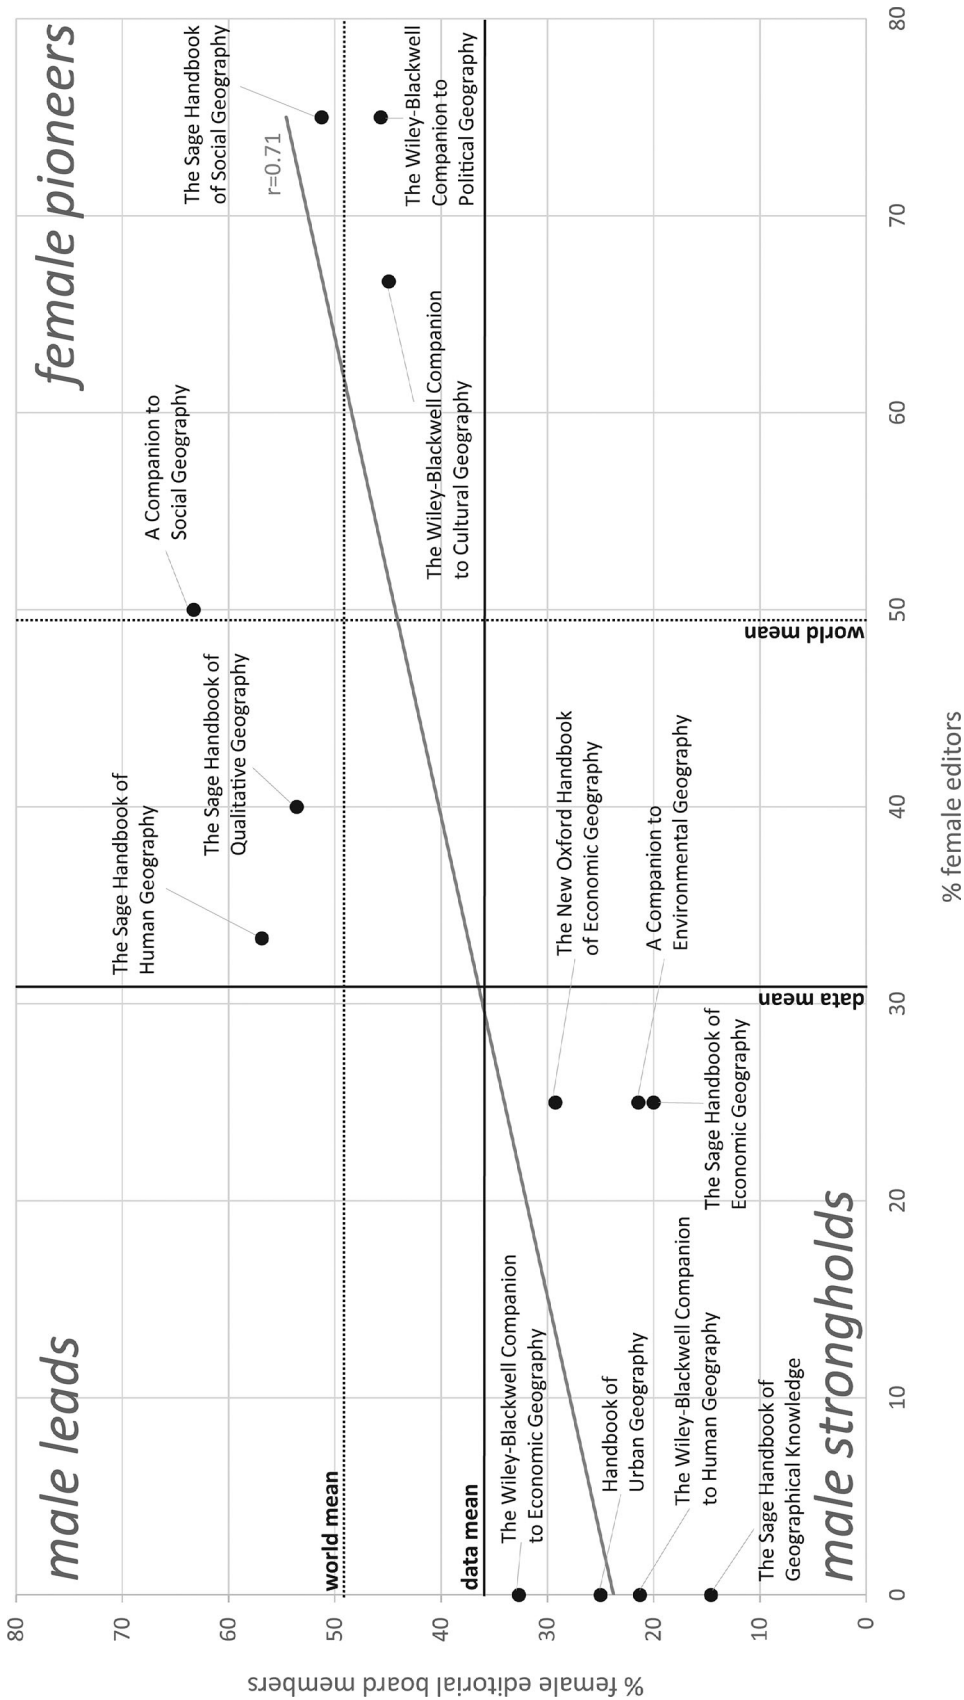 male leads
female pioneers
male strongholds
The Sage Handbook of
Human Geography
A Companion to
Social Geography
The Sage Handbook
of Social Geography
r=0.71
The Sage Handbook of
Qualitative Geography
The Wiley-Blackwell
Companion to
Political Geography
The Wiley-Blackwell Companion
to Cultural Geography
world mean
data mean
The Wiley-Blackwell Companion
to Economic Geography
The New Oxford Handbook
of Economic Geography
Handbook of
Urban Geography
A Companion to
Environmental Geography
The Wiley-Blackwell Companion
to Human Geography
The Sage Handbook of
Economic Geography
The Sage Handbook of
Geographical Knowledge
data mean
world mean
80
70
60
50
40
30
20
10
0
0
10
20
30
40
50
60
70
80
% female editorial board members
% female editors